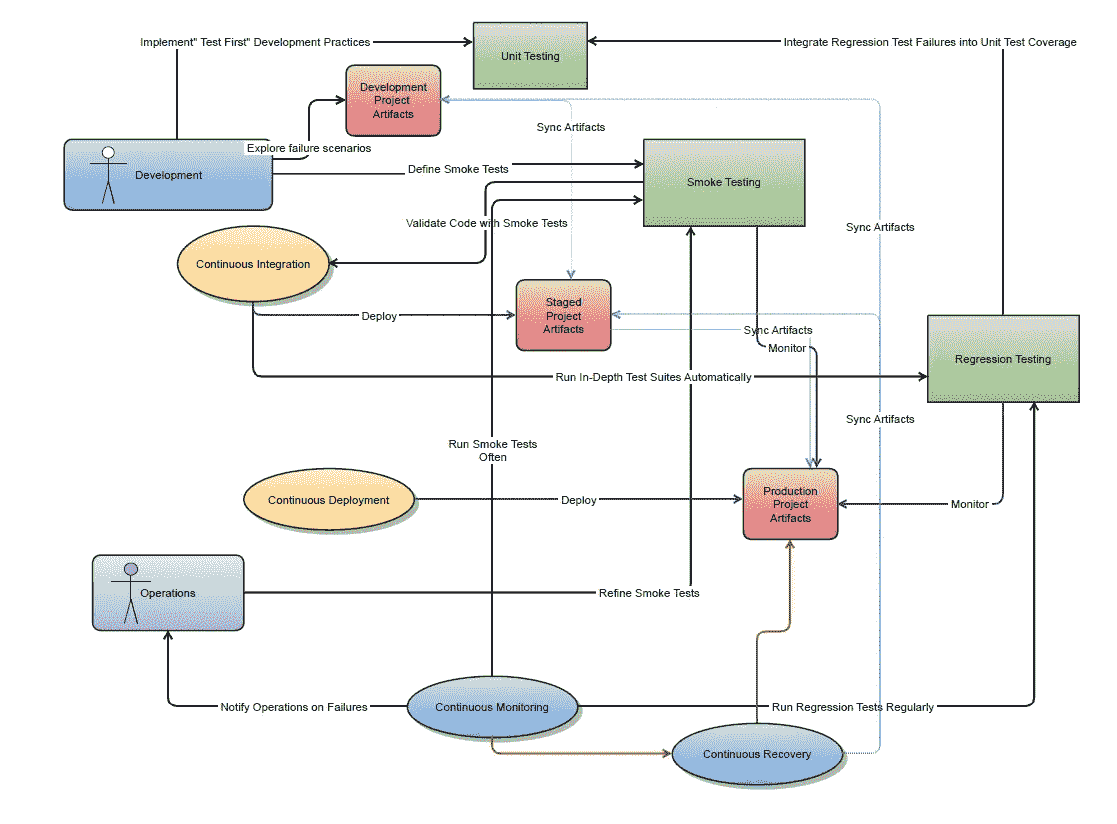 Implement" Test First" Development Practices
Unit Testing
Integrate Regression Test Failures into Unit Test Coverage
Development
Project
Artifacts
Sync Artifacts
Explore failure scenarios
Development
Define Smoke Tests
Smoke Testing
Validate Code with Smoke Tests
Sync Artifacts
Continuous Integration
Staged
Project
Artifacts
Deploy
Sync Artifacts
Monitor
Regression Testing
Run In-Depth Test Suites Automatically
Sync Artifacts
Run Smoke Tests
Often
Continuous Deployment
Deploy
Production
Project
Artifacts
Monitor
Operations
Refine Smoke Tests
Notify Operations on Failures
Continuous Monitoring
Run Regression Tests Regularly
Continuous Recovery